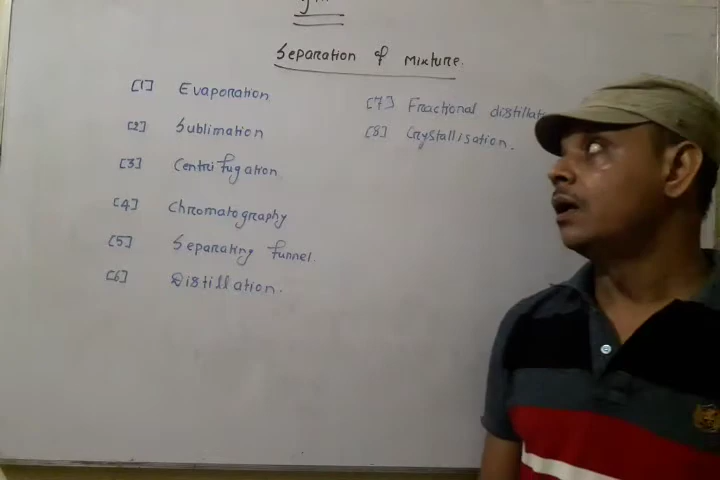 Separation of Mixture.
[1] Evaporation
[2] Sublimation
[3] Centrifugation
[4] Chromatography
[5] Separating funnel.
[6] Distillation.
[7] Fractional distillati
[8] Crystallisation.